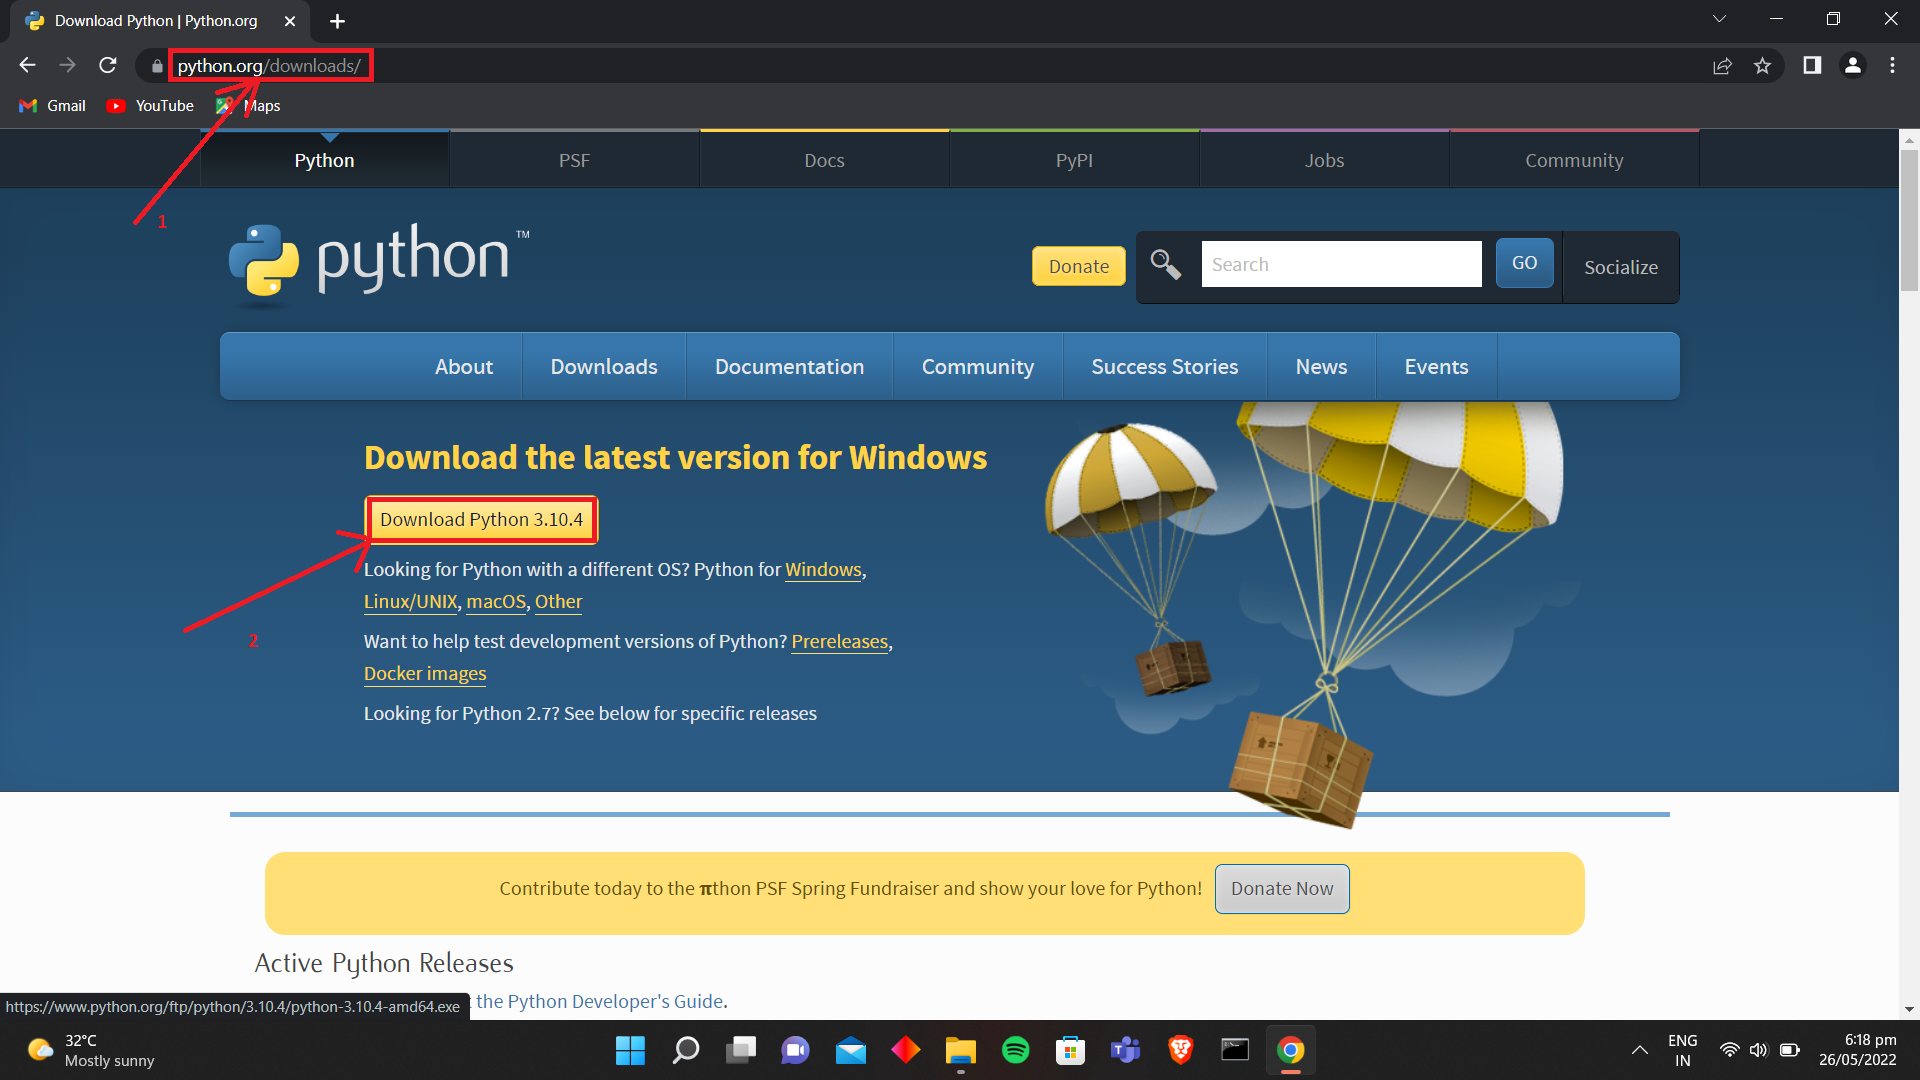 Download Python | Python.org
python.org/downloads/
Gmail
YouTube
Maps
Python
PSF
Docs
PyPI
Jobs
Community
1
python™
Donate
Search
GO
Socialize
About
Downloads
Documentation
Community
Success Stories
News
Events
Download the latest version for Windows
Download Python 3.10.4
Looking for Python with a different OS? Python for Windows,
Linux/UNIX, macOS, Other
2
Want to help test development versions of Python? Prereleases,
Docker images
Looking for Python 2.7? See below for specific releases
Contribute today to the πthon PSF Spring Fundraiser and show your love for Python!
Donate Now
Active Python Releases
https://www.python.org/ftp/python/3.10.4/python-3.10.4-amd64.exe
the Python Developer's Guide.
32°C
Mostly sunny
ENG
IN
6:18 pm
26/05/2022